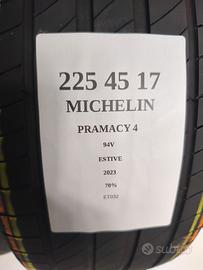 225 45 17
MICHELIN
PRAMACY 4
94V
ESTIVE
2023
70%
ET032
Subito